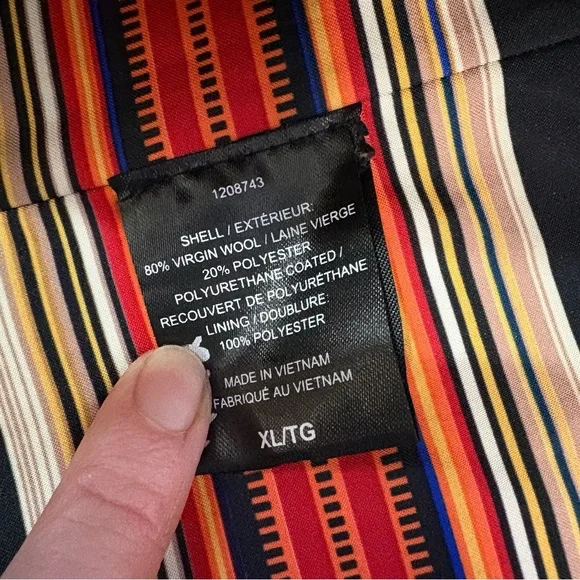 1208743
SHELL / EXTÉRIEUR:
80% VIRGIN WOOL / LAINE VIERGE
20% POLYESTER
POLYURETHANE COATED /
RECOUVERT DE POLYURÉTHANE
LINING / DOUBLURE:
100% POLYESTER
MADE IN VIETNAM
FABRIQUÉ AU VIETNAM
XL/TG